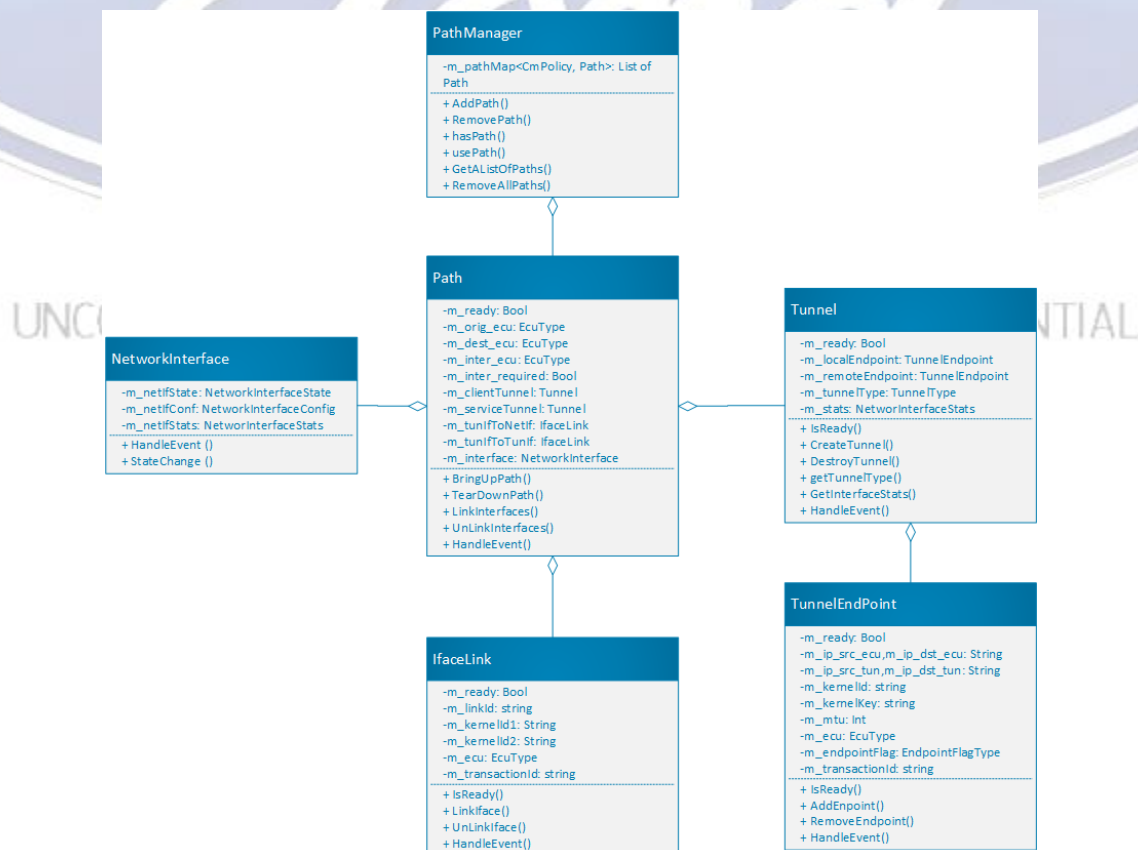 PathManager
-m_pathMap<CmPolicy, Path>: List of
Path
+ AddPath()
+ RemovePath()
+ hasPath()
+ usePath()
+ GetAListOfPaths()
+ RemoveAllPaths()
Path
-m_ready: Bool
-m_orig_ecu: EcuType
-m_dest_ecu: EcuType
-m_inter_ecu: EcuType
-m_inter_required: Bool
-m_clientTunnel: Tunnel
-m_serviceTunnel: Tunnel
-m_tunIfToNetIf: IfaceLink
-m_tunIfToTunIf: IfaceLink
-m_interface: NetworkInterface
+ BringUpPath()
+ TearDownPath()
+ LinkInterfaces()
+ UnLinkInterfaces()
+ HandleEvent()
NetworkInterface
-m_netIfState: NetworkInterfaceState
-m_netIfConf: NetworkInterfaceConfig
-m_netIfStats: NetworInterfaceStats
+ HandleEvent ()
+ StateChange ()
Tunnel
-m_ready: Bool
-m_localEndpoint: TunnelEndpoint
-m_remoteEndpoint: TunnelEndpoint
-m_tunnelType: TunnelType
-m_stats: NetworInterfaceStats
+ IsReady()
+ CreateTunnel()
+ DestroyTunnel()
+ getTunnelType()
+ GetInterfaceStats()
+ HandleEvent()
UNC
NTIAL
IfaceLink
-m_ready: Bool
-m_linkId: string
-m_kernelId1: String
-m_kernelId2: String
-m_ecu: EcuType
-m_transactionId: string
+ IsReady()
+ LinkIface()
+ UnLinkIface()
+ HandleEvent()
TunnelEndPoint
-m_ready: Bool
-m_ip_src_ecu,m_ip_dst_ecu: String
-m_ip_src_tun,m_ip_dst_tun: String
-m_kernelId: string
-m_kernelKey: string
-m_mtu: Int
-m_ecu: EcuType
-m_endpointFlag: EndpointFlagType
-m_transactionId: string
+ IsReady()
+ AddEnpoint()
+ RemoveEndpoint()
+ HandleEvent()